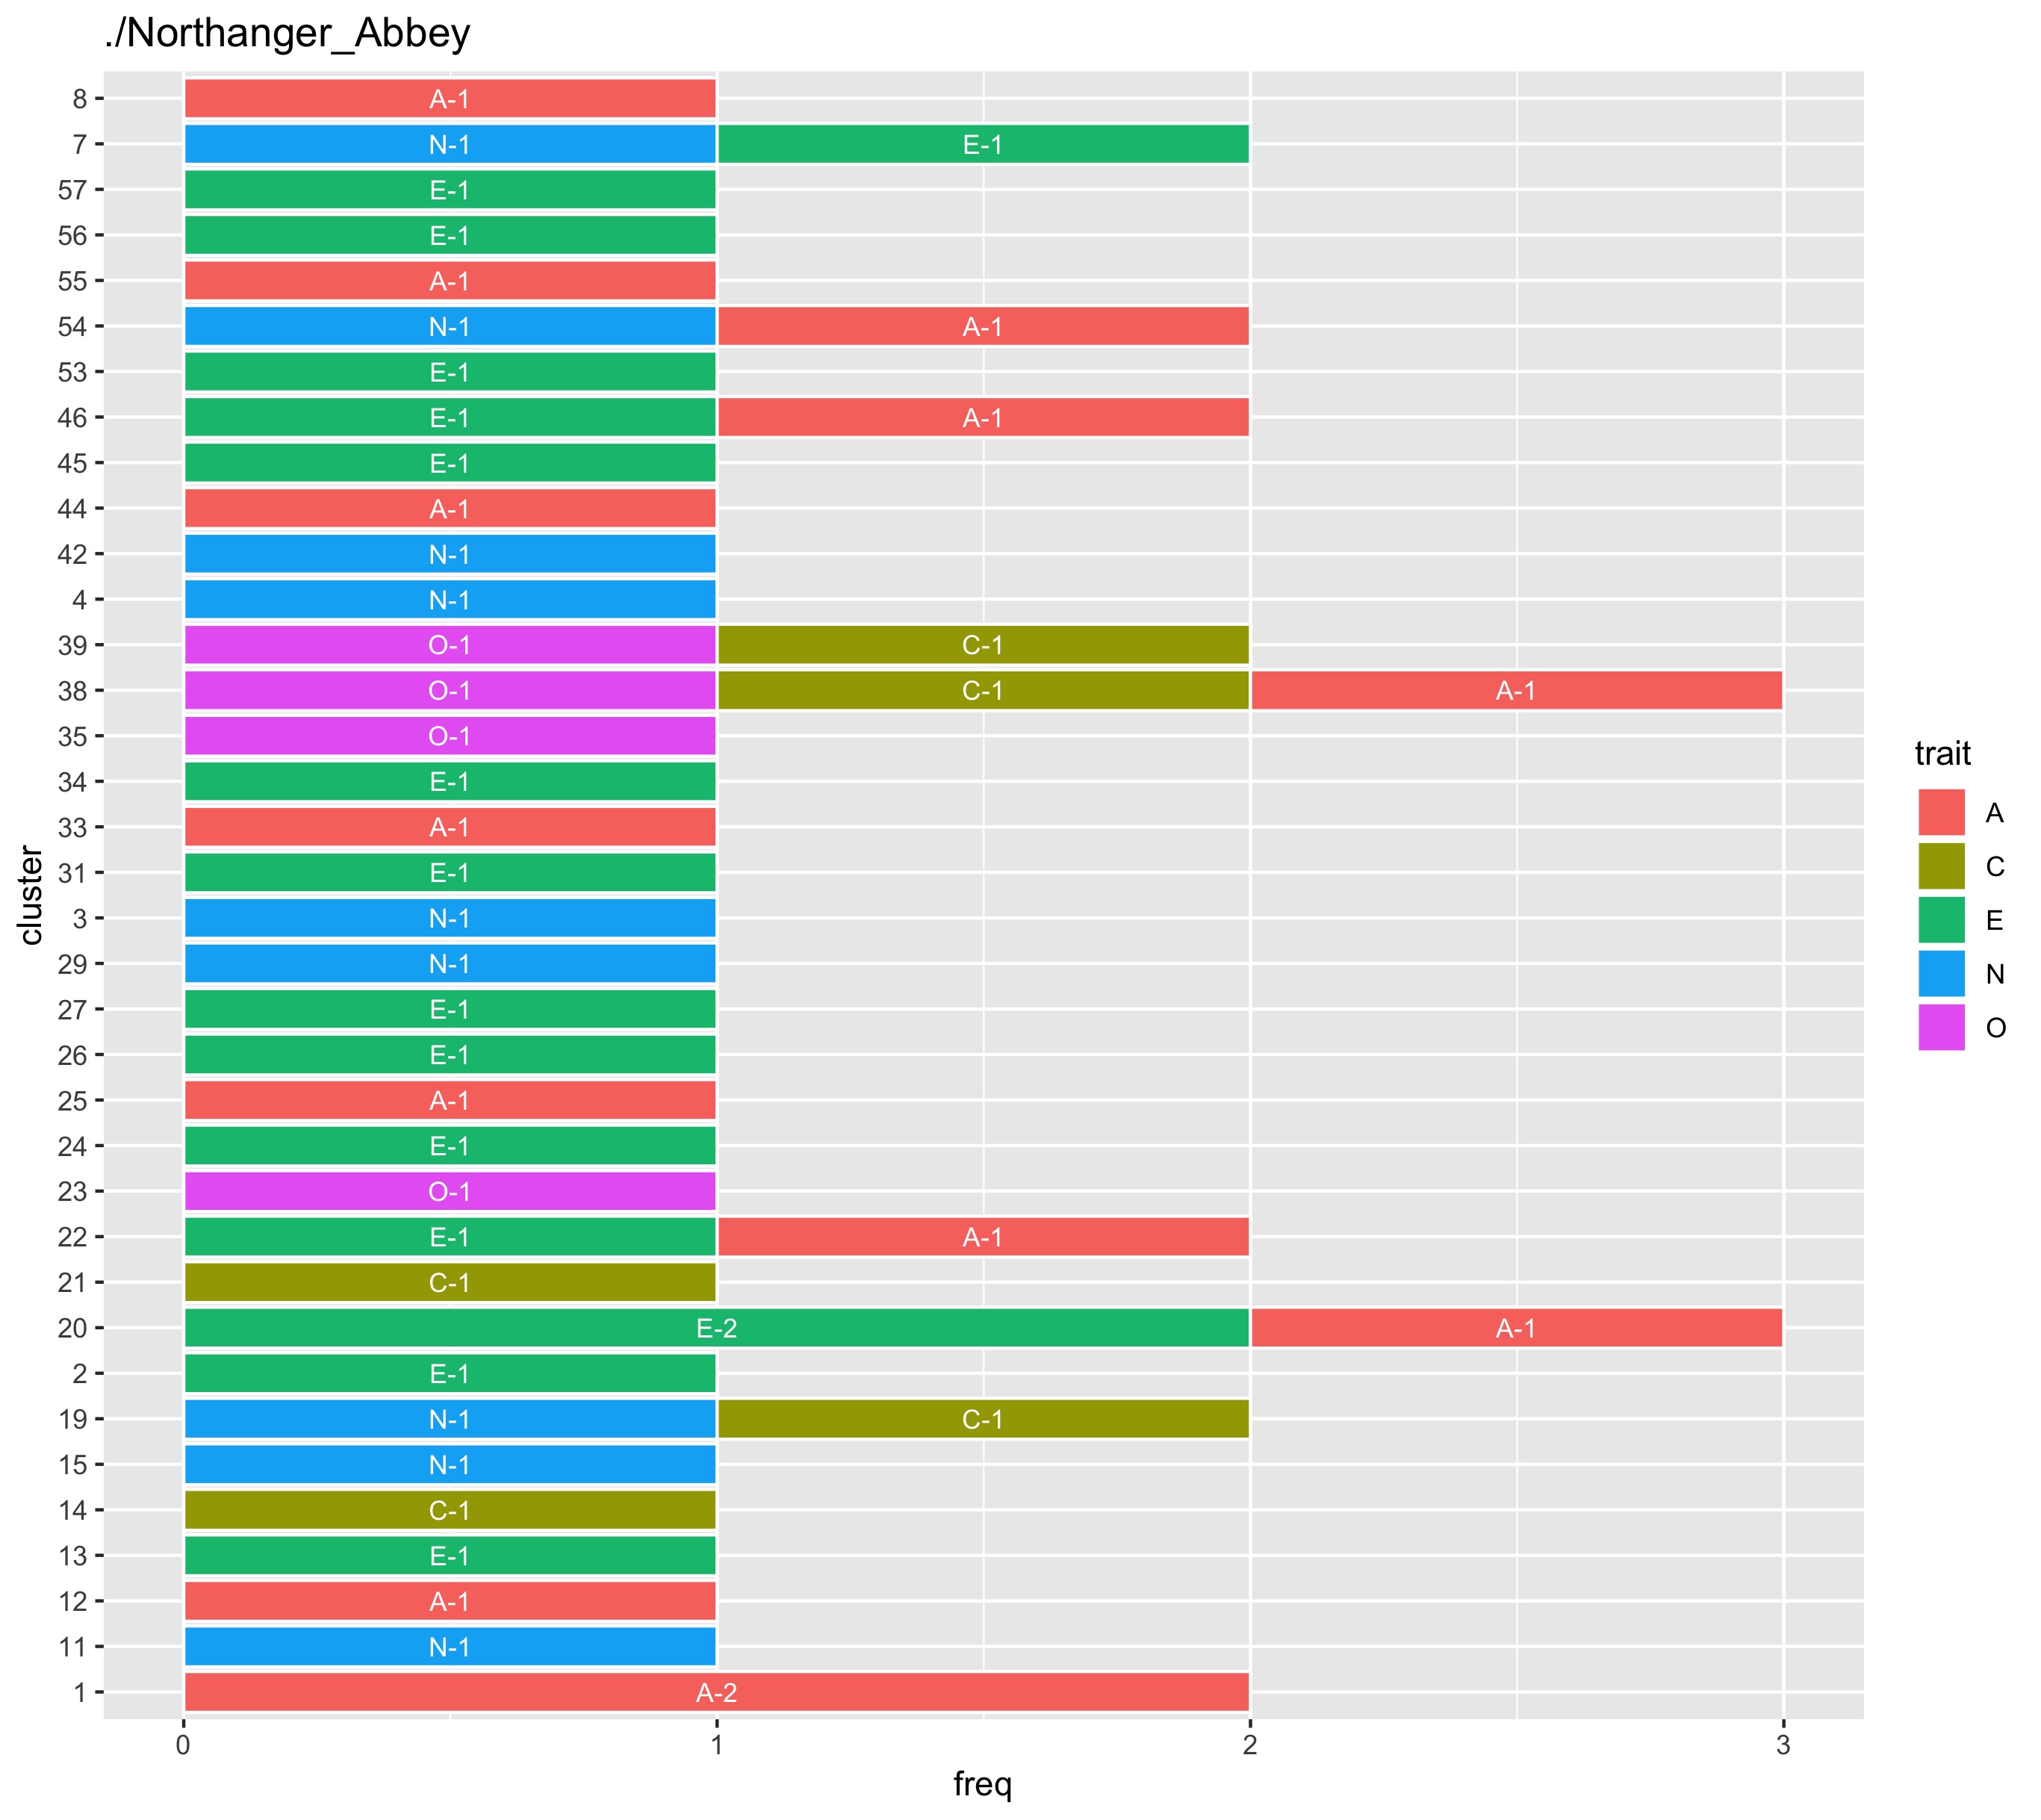 ./Northanger_Abbey
8 A-1
7 N-1 E-1
57 E-1
56 E-1
55 A-1
54 N-1 A-1
53 E-1
46 E-1 A-1
45 E-1
44 A-1
42 N-1
4 N-1
39 O-1 C-1
38 O-1 C-1 A-1
35 O-1
34 E-1
33 A-1
31 E-1
3 N-1
29 N-1
27 E-1
26 E-1
25 A-1
24 E-1
23 O-1
22 E-1 A-1
21 C-1
20 E-2 A-1
2 E-1
19 N-1 C-1
15 N-1
14 C-1
13 E-1
12 A-1
11 N-1
1 A-2
0 1 2 3
freq
cluster
trait
A
C
E
N
O